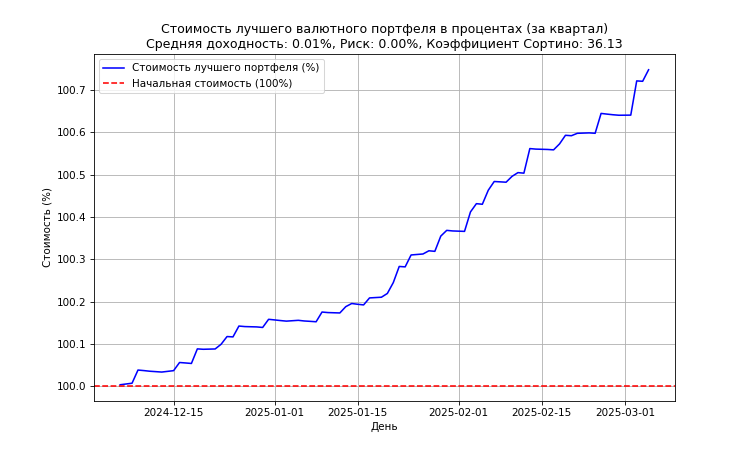 Стоимость лучшего валютного портфеля в процентах (за квартал)
Средняя доходность: 0.01%, Риск: 0.00%, Коэффициент Сортино: 36.13
Стоимость лучшего портфеля (%)
Начальная стоимость (100%)
Стоимость (%)
100.7
100.6
100.5
100.4
100.3
100.2
100.1
100.0
2024-12-15
2025-01-01
2025-01-15
2025-02-01
2025-02-15
2025-03-01
День